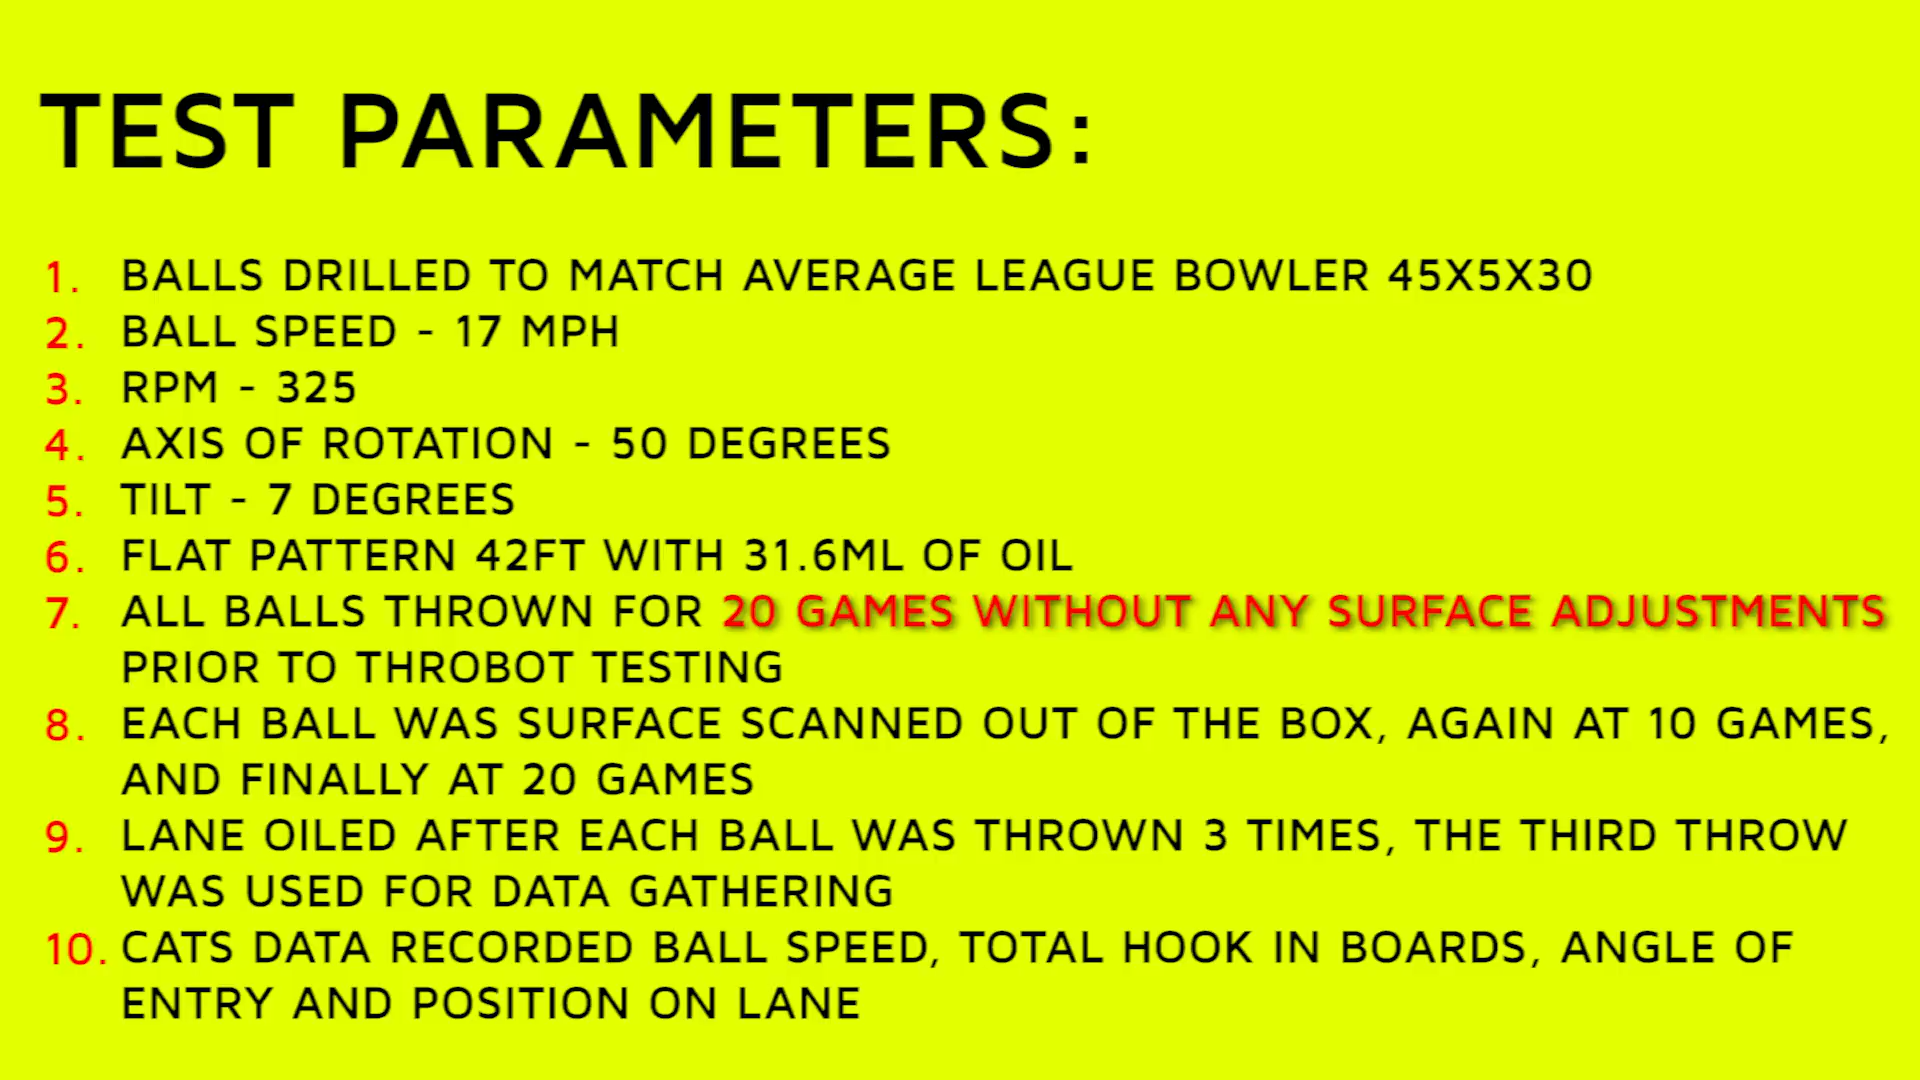 TEST PARAMETERS:
1. BALLS DRILLED TO MATCH AVERAGE LEAGUE BOWLER 45X5X30
2. BALL SPEED - 17 MPH
3. RPM - 325
4. AXIS OF ROTATION - 50 DEGREES
5. TILT - 7 DEGREES
6. FLAT PATTERN 42FT WITH 31.6ML OF OIL
7. ALL BALLS THROWN FOR 20 GAMES WITHOUT ANY SURFACE ADJUSTMENTS
PRIOR TO THROBOT TESTING
8. EACH BALL WAS SURFACE SCANNED OUT OF THE BOX, AGAIN AT 10 GAMES,
AND FINALLY AT 20 GAMES
9. LANE OILED AFTER EACH BALL WAS THROWN 3 TIMES, THE THIRD THROW
WAS USED FOR DATA GATHERING
10. CATS DATA RECORDED BALL SPEED, TOTAL HOOK IN BOARDS, ANGLE OF
ENTRY AND POSITION ON LANE